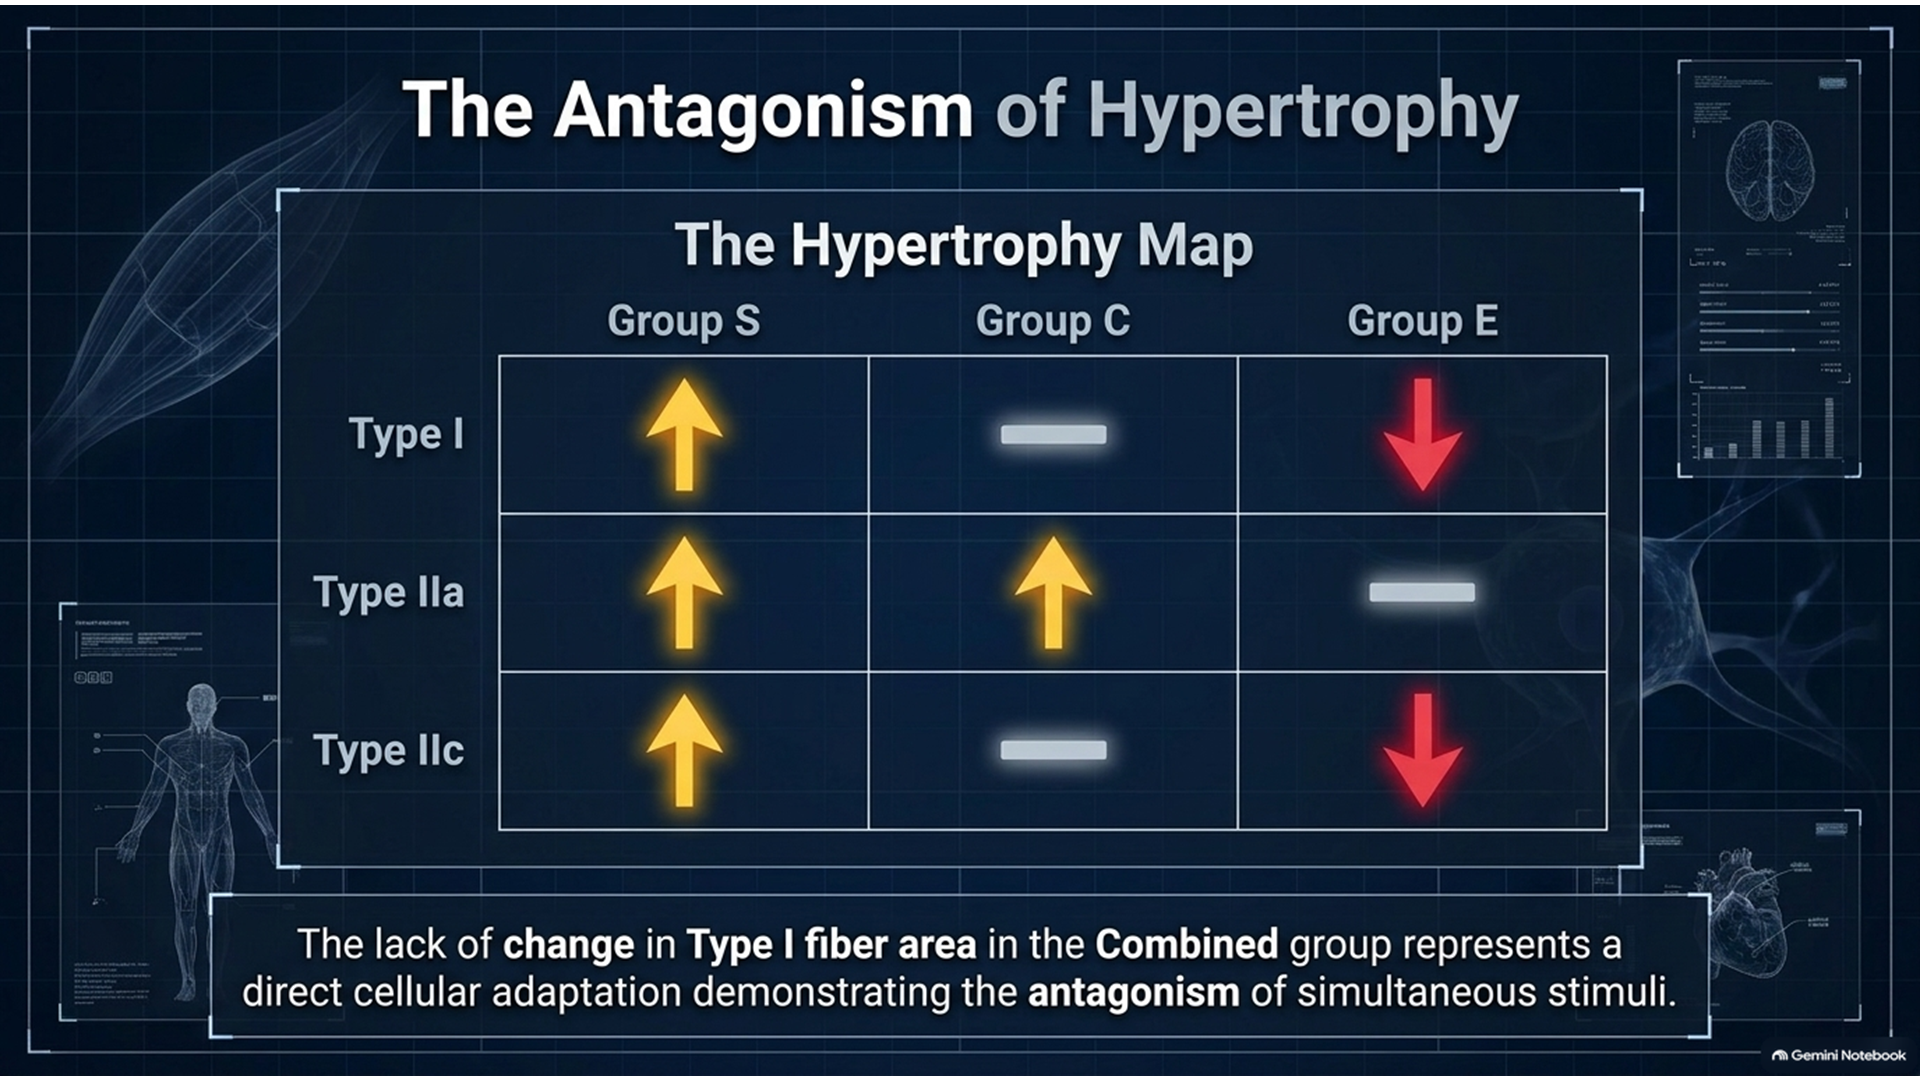 The Antagonism of Hypertrophy
The Hypertrophy Map
Group S Group C Group E
Type I
Type IIa
Type IIc
The lack of change in Type I fiber area in the Combined group represents a
direct cellular adaptation demonstrating the antagonism of simultaneous stimuli.
Gemini Notebook